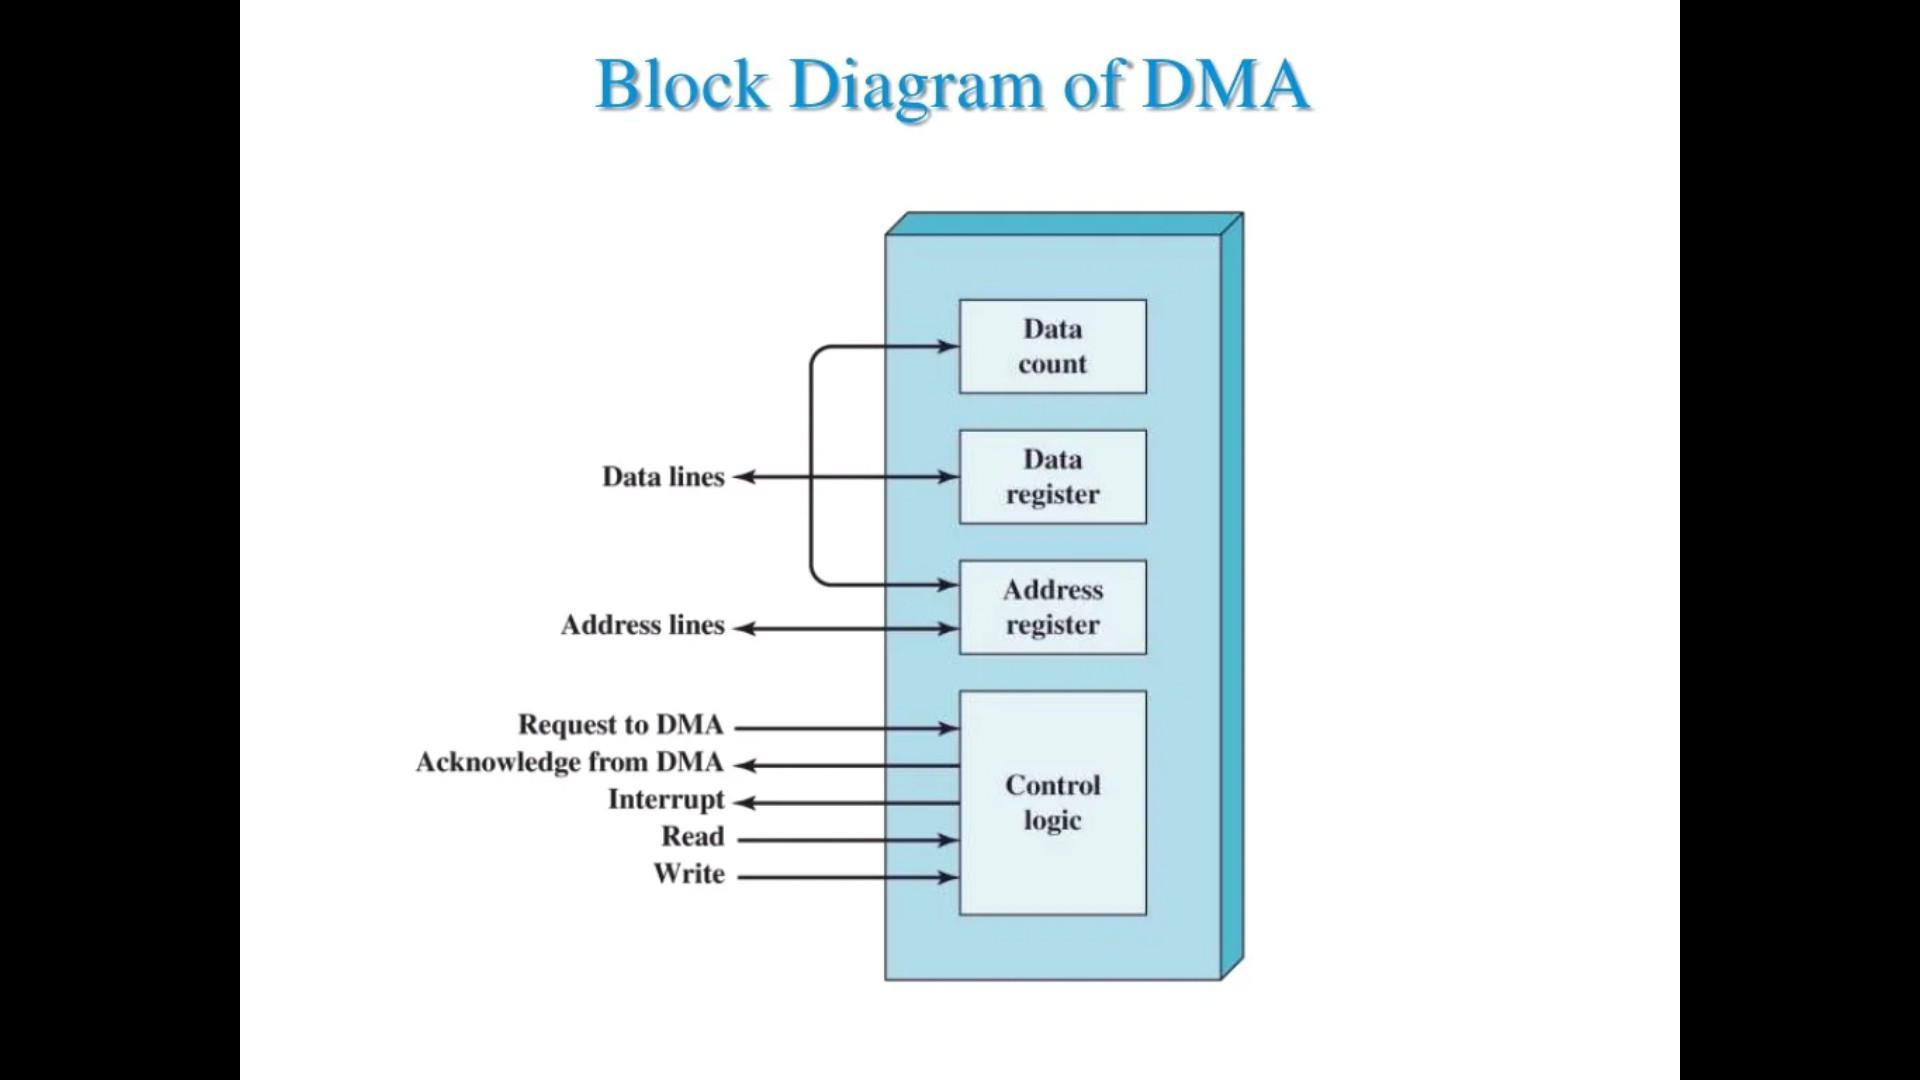 Block Diagram of DMA
Data
count
Data lines
Data
register
Address lines
Address
register
Request to DMA
Acknowledge from DMA
Interrupt
Read
Write
Control
logic